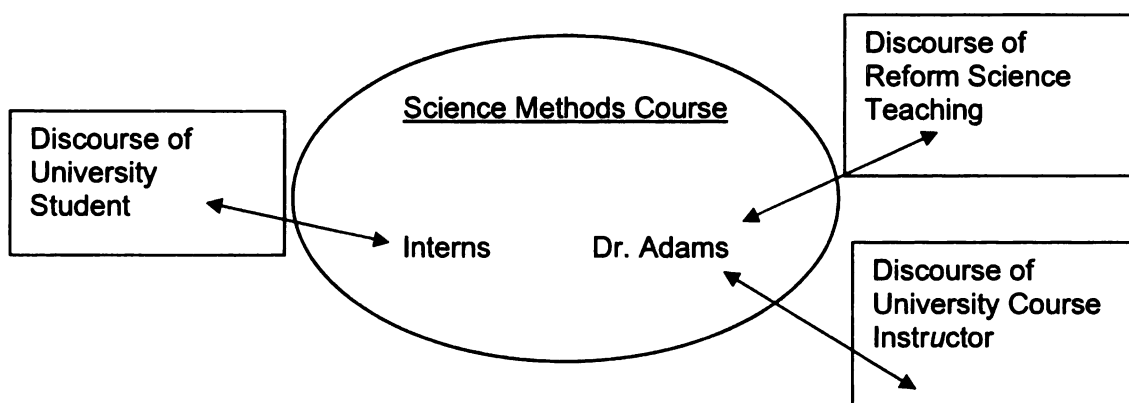 Discourse of
University
Student
Science Methods Course
Interns
Dr. Adams
Discourse of
Reform Science
Teaching
Discourse of
University Course
Instructor